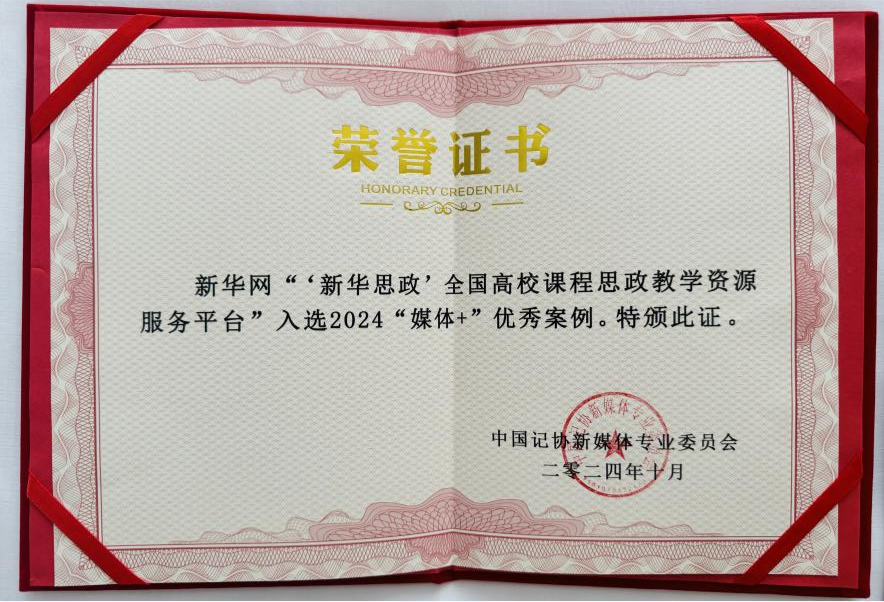 荣誉证书
HONORARY CREDENTIAL
新华网“‘新华思政’全国高校课程思政教学资源
服务平台”入选2024“媒体+”优秀案例。特颁此证。
中国记协新媒体专业委员会
二零二四年十月